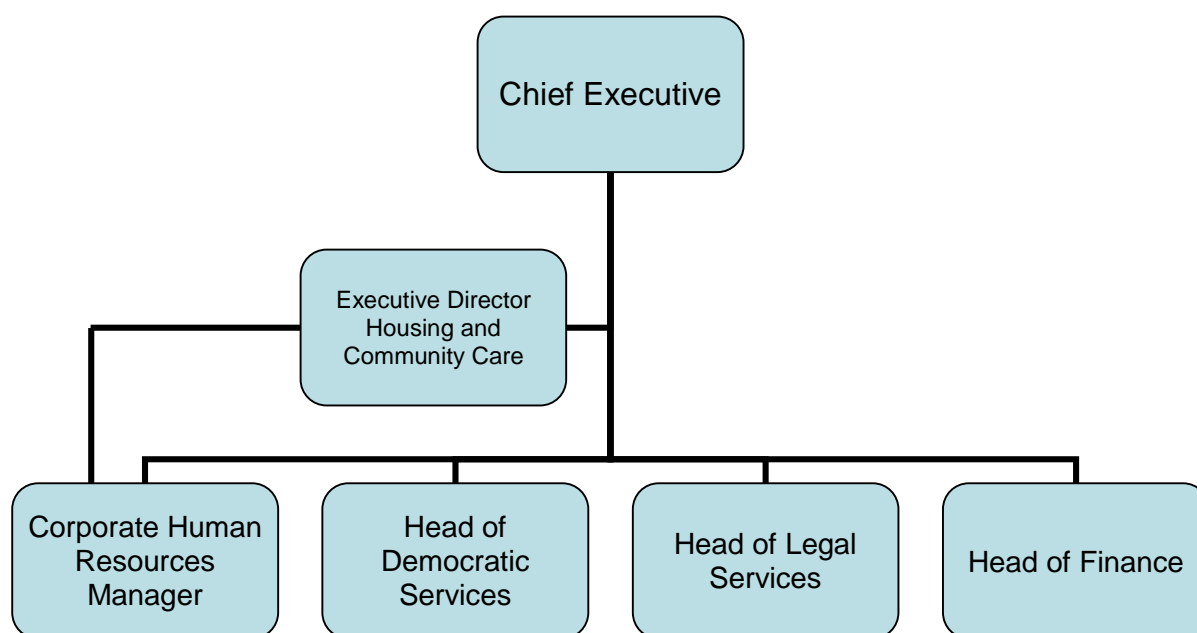 Chief Executive
Executive Director
Housing and
Community Care
Corporate Human
Resources
Manager
Head of
Democratic
Services
Head of Legal
Services
Head of Finance